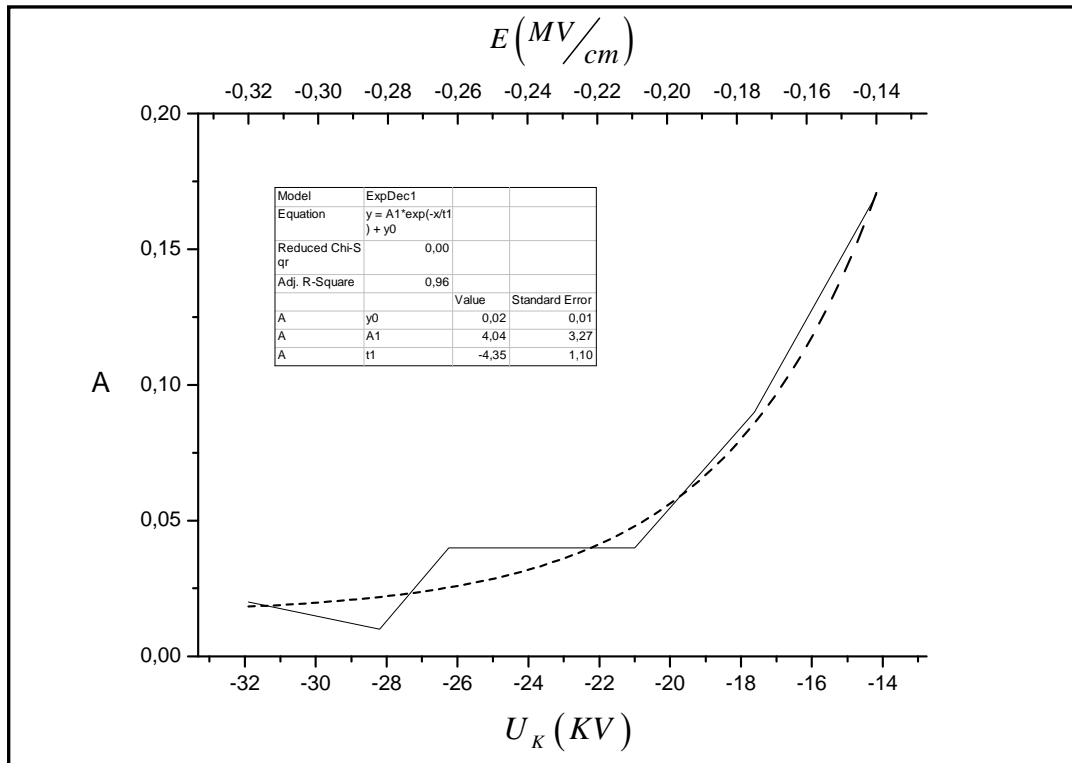 E(MV/cm)
-0,32 -0,30 -0,28 -0,26 -0,24 -0,22 -0,20 -0,18 -0,16 -0,14
0,20
0,15
0,10
0,05
0,00
A
Model ExpDec1
Equation y = A1*exp(-x/t1
) + y0
Reduced Chi-S
qr 0,00
Adj. R-Square 0,96
Value Standard Error
A y0 0,02 0,01
A A1 4,04 3,27
A t1 -4,35 1,10
-32 -30 -28 -26 -24 -22 -20 -18 -16 -14
U_K (KV)